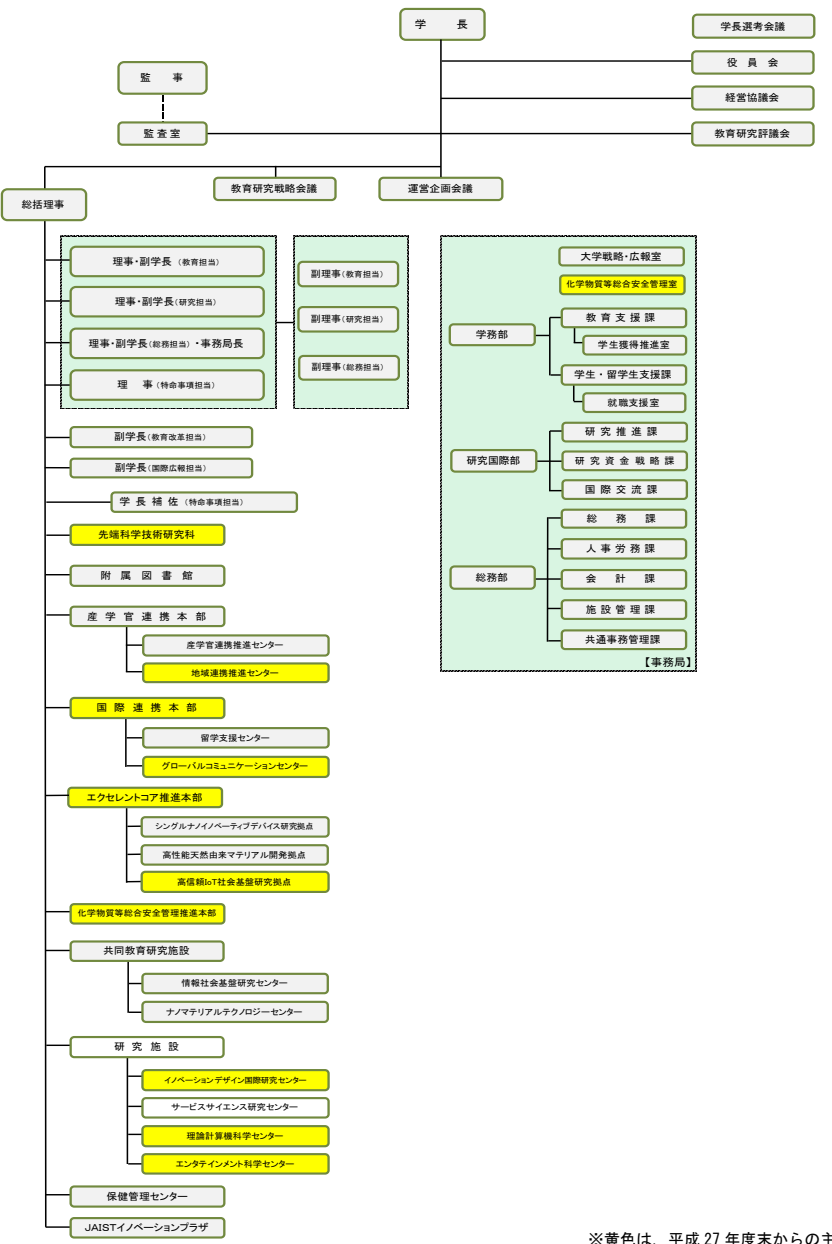 学　長
学長選考会議
役　員　会
監　事
経営協議会
監査室
教育研究評議会
教育研究戦略会議
運営企画会議
総括理事
理事・副学長（教育担当）
理事・副学長(研究担当)
理事・副学長(総務担当)・事務局長
理　事(特命事項担当)
副理事(教育担当)
副理事(研究担当)
副理事(総務担当)
副学長(教育改革担当)
副学長(国際広報担当)
学 長 補 佐 (特命事項担当)
先端科学技術研究科
附　属　図　書　館
産 学 官 連 携 本 部
産学官連携推進センター
地域連携推進センター
国 際 連 携 本 部
留学支援センター
グローバルコミュニケーションセンター
エクセレントコア推進本部
シングルナノイノベーティブデバイス研究拠点
高性能天然由来マテリアル開発拠点
高信頼IoT社会基盤研究拠点
化学物質等総合安全管理推進本部
共同教育研究施設
情報社会基盤研究センター
ナノマテリアルテクノロジーセンター
研 究 施 設
イノベーションデザイン国際研究センター
サービスサイエンス研究センター
理論計算機科学センター
エンタテインメント科学センター
保健管理センター
JAISTイノベーションプラザ
大学戦略・広報室
化学物質等総合安全管理室
学務部
教 育 支 援 課
学生獲得推進室
学生・留学生支援課
就職支援室
研究国際部
研 究 推 進 課
研 究 資 金 戦 略 課
国 際 交 流 課
総務部
総　務　課
人 事 労 務 課
会　計　課
施 設 管 理 課
共通事務管理課
【事務局】
※黄色は、平成 27 年度末からの主